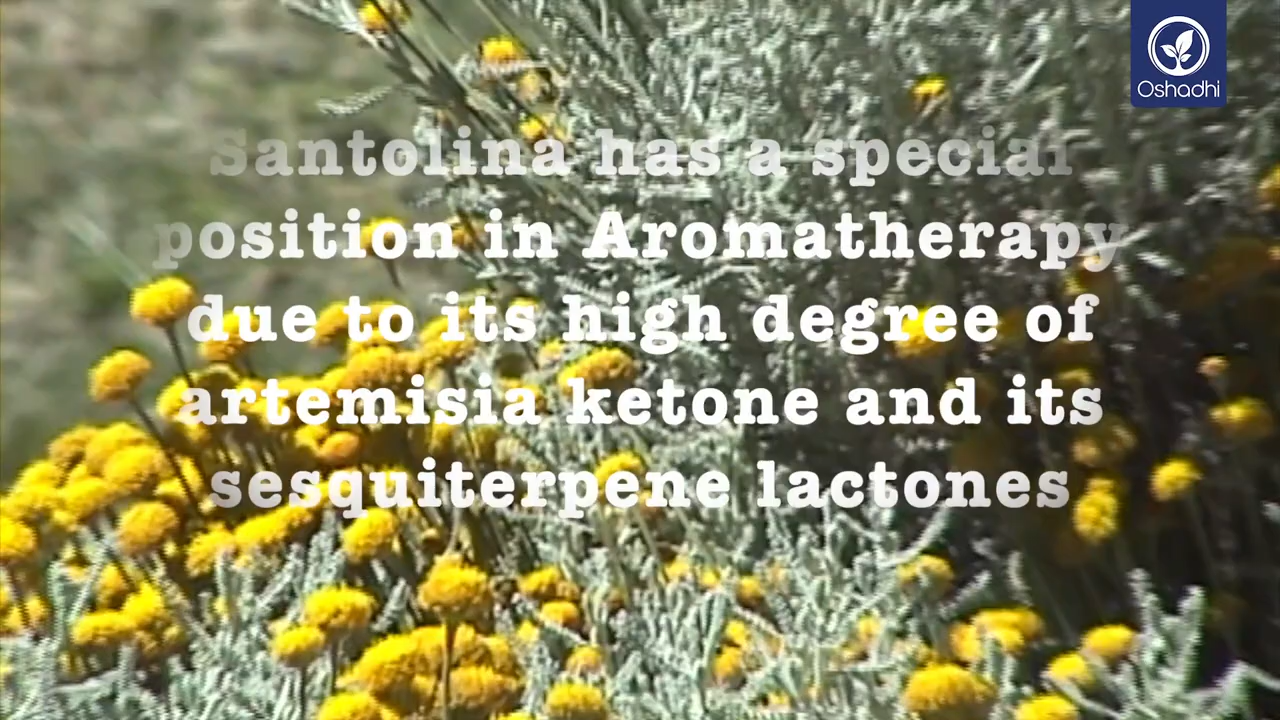 Oshadhi
Santolina has a special
position in Aromatherapy
due to its high degree of
artemisia ketone and its
sesquiterpene lactones